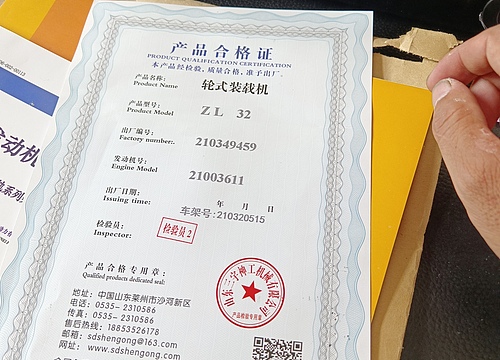 产品合格证
PRODUCT QUALIFICATION CERTIFICATION
本产品经检验,质量合格,准予出厂。
产品名称:
Product Name
轮式装载机
产品型号:
Product Model
ZL 32
出厂编号:
Factory number:
210349459
发动机号:
Engine Model
21003611
出厂日期:
Issuing time:
年 月 日
车架号:210320515
检验员:
Inspector:
检验员2
产品合格专用章:
Qualified products dedicated seal:
地址: 中国山东莱州市沙河新区
电话: 0535- 2310586
传真: 0535- 2310586
售后热线: 18853526178
邮箱: sdshengong@163.com
网址: www.sdshengong.com
动机
系列